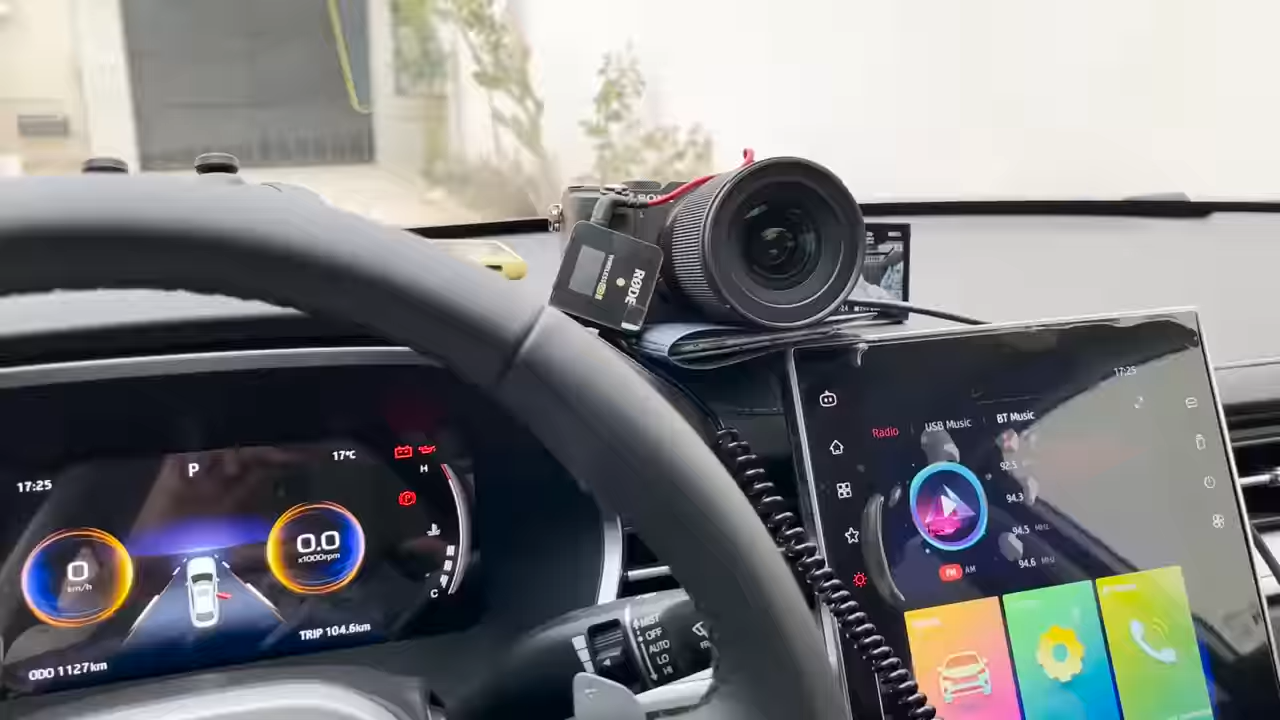 SONY
RØDE
WIRELESS GO II
17:25
P
17℃
H
0
km/h
0.0
x1000rpm
C
TRIP 104.6km
ODO 1127km
MIST
OFF
AUTO
LO
HI
17:25
Radio
USB Music
BT Music
92.5
94.3
94.5 MHz
94.6 MHz
FM AM